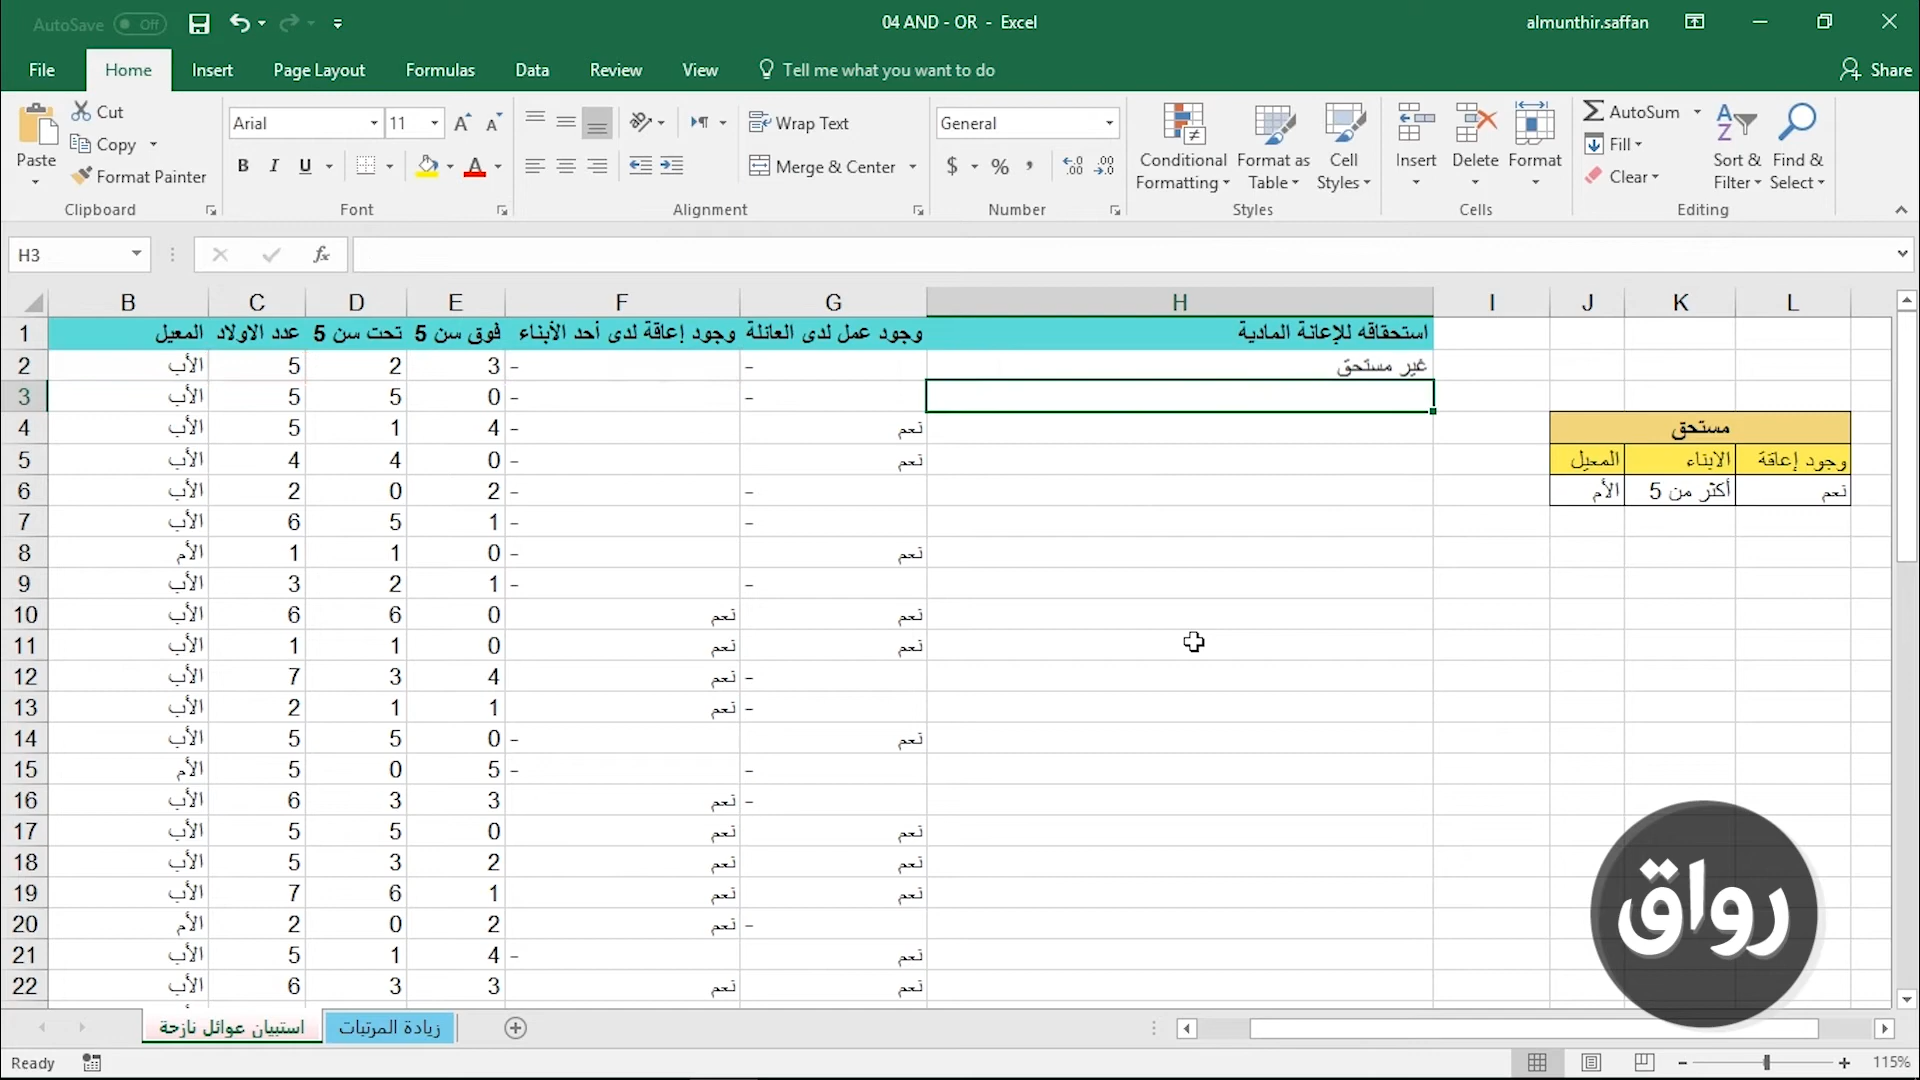 AutoSave Off
04 AND - OR - Excel
almunthir.saffan
File Home Insert Page Layout Formulas Data Review View Tell me what you want to do Share
Paste
Cut
Copy
Format Painter
Clipboard
Arial 11
B I U
Font
Wrap Text
Merge & Center
Alignment
General
$ % ,
Number
Conditional Formatting
Format as Table
Cell Styles
Styles
Insert Delete Format
Cells
AutoSum
Fill
Clear
Sort & Filter
Find & Select
Editing
H3 fx
B C D E F G H I J K L
1 المعيل عدد الاولاد تحت سن 5 فوق سن 5 وجود إعاقة لدى أحد الأبناء وجود عمل لدى العائلة استحقاقه للإعانة المادية
2 الأب 5 2 3 - - غير مستحق
3 الأب 5 5 0 - -
4 الأب 5 1 4 - نعم مستحق
5 الأب 4 4 0 - نعم المعيل الابناء وجود إعاقة
6 الأب 2 0 2 - - الأم أكثر من 5 نعم
7 الأب 6 5 1 - -
8 الأم 1 1 0 - نعم
9 الأب 3 2 1 - -
10 الأب 6 6 0 نعم نعم
11 الأب 1 1 0 نعم نعم
12 الأب 7 3 4 نعم -
13 الأب 2 1 1 نعم -
14 الأب 5 5 0 - نعم
15 الأم 5 0 5 - -
16 الأب 6 3 3 نعم -
17 الأب 5 5 0 نعم نعم
18 الأب 5 3 2 نعم نعم
19 الأب 7 6 1 نعم نعم
20 الأم 2 0 2 نعم -
21 الأب 5 1 4 - نعم
22 الأب 6 3 3 نعم نعم
رواق
استبيان عوائل نازحة زيادة المرتبات
Ready 115%